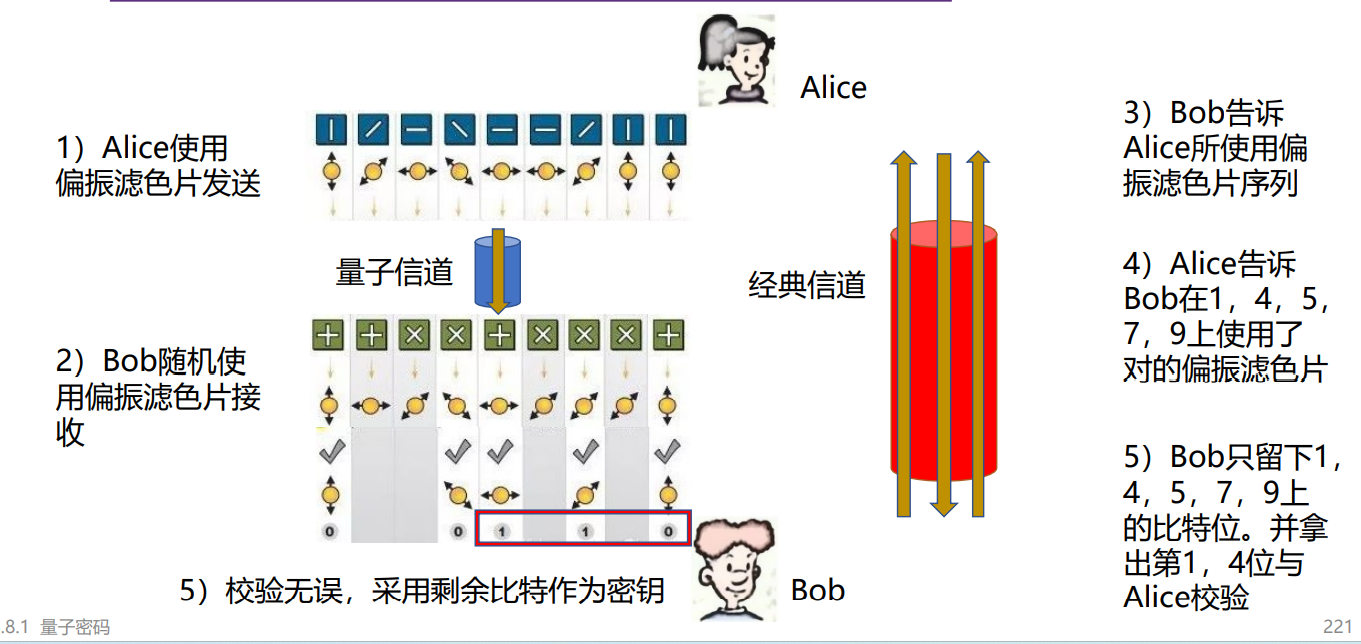 Alice
1）Alice使用
偏振滤色片发送
量子信道
2）Bob随机使
用偏振滤色片接
收
0 0 1 1 0
5）校验无误，采用剩余比特作为密钥
Bob
经典信道
3）Bob告诉
Alice所使用偏
振滤色片序列
4）Alice告诉
Bob在1，4，5，
7，9上使用了
对的偏振滤色片
5）Bob只留下1，
4，5，7，9上
的比特位。并拿
出第1，4位与
Alice校验
.8.1 量子密码
221